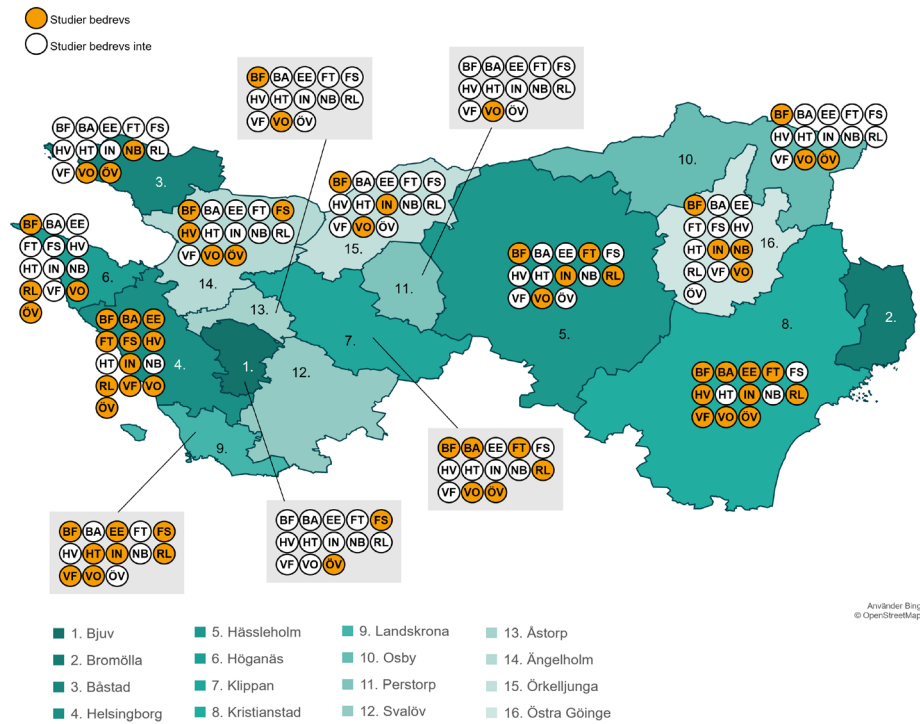 Studier bedrevs
Studier bedrevs inte
BF BA EE FT FS
HV HT IN NB RL
VF VO ÖV
BF BA EE FT FS
HV HT IN NB RL
VF VO ÖV
BF BA EE FT FS
HV HT IN NB RL
VF VO ÖV
3.
BF BA EE FT FS
HV HT IN NB RL
VF VO ÖV
10.
BF BA EE FT FS
HV HT IN NB RL
VF VO ÖV
14.
BF BA EE FT FS
HV HT IN NB RL
VF VO ÖV
15.
BF BA EE
FT FS HV
HT IN NB
RL VF VO
ÖV
6.
BF BA EE
FT FS HV
HT IN NB
RL VF VO
ÖV
16.
BF BA EE FT FS
HV HT IN NB RL
VF VO ÖV
5.
11.
13.
7.
8.
2.
BF BA EE
FT FS HV
HT IN NB
RL VF VO
ÖV
4.
1.
12.
9.
BF BA EE FT FS
HV HT IN NB RL
VF VO ÖV
BF BA EE FT FS
HV HT IN NB RL
VF VO ÖV
BF BA EE FT FS
HV HT IN NB RL
VF VO ÖV
BF BA EE FT FS
HV HT IN NB RL
VF VO ÖV
Använder Bing
© OpenStreetMap
1. Bjuv
2. Bromölla
3. Båstad
4. Helsingborg
5. Hässleholm
6. Höganäs
7. Klippan
8. Kristianstad
9. Landskrona
10. Osby
11. Perstorp
12. Svalöv
13. Åstorp
14. Ängelholm
15. Örkelljunga
16. Östra Göinge